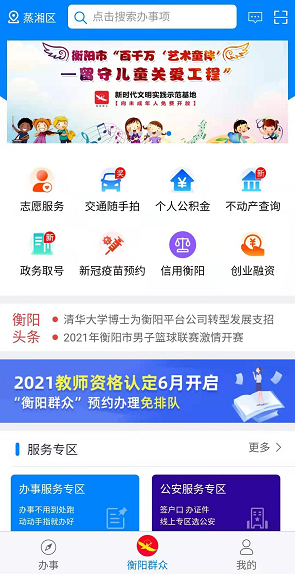 蒸湘区
点击搜索办事项
衡阳市“百千万‘艺术童伴’
—留守儿童关爱工程”
新时代文明实践示范基地
【向未成年人免费开放】
志愿服务
奖
交通随手拍
个人公积金
新
不动产查询
新
政务取号
新冠疫苗预约
信用衡阳
创业融资
衡阳
头条
清华大学博士为衡阳平台公司转型发展支招
2021年衡阳市男子篮球联赛激情开赛
2021教师资格认定6月开启
“衡阳群众”预约办理免排队
服务专区
更多
办事服务专区
办事不用到处跑
动动手指就办好
公安服务专区
签户口 办证件
线上专区选公安
办事
衡阳群众
我的